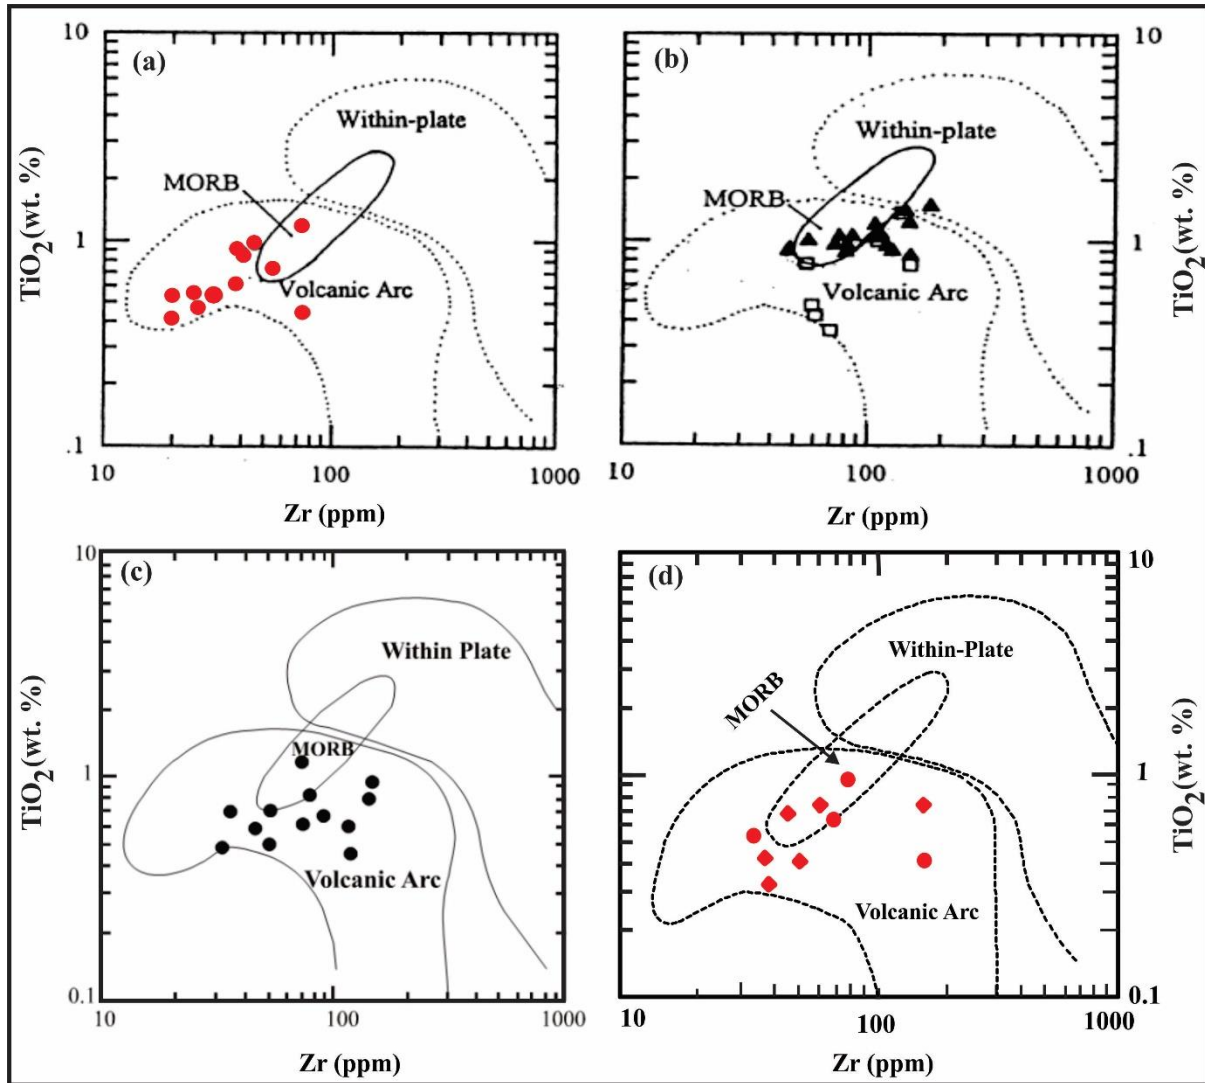 (a)
10
Within-plate
MORB
1
Volcanic Arc
.1
10
100
1000
TiO2(wt. %)
Zr (ppm)
(b)
10
Within-plate
MORB
1
Volcanic Arc
.1
10
100
1000
TiO2(wt. %)
Zr (ppm)
(c)
10
Within Plate
MORB
1
Volcanic Arc
0.1
10
100
1000
TiO2(wt. %)
Zr (ppm)
(d)
10
Within-Plate
MORB
1
Volcanic Arc
0.1
10
100
1000
TiO2(wt. %)
Zr (ppm)